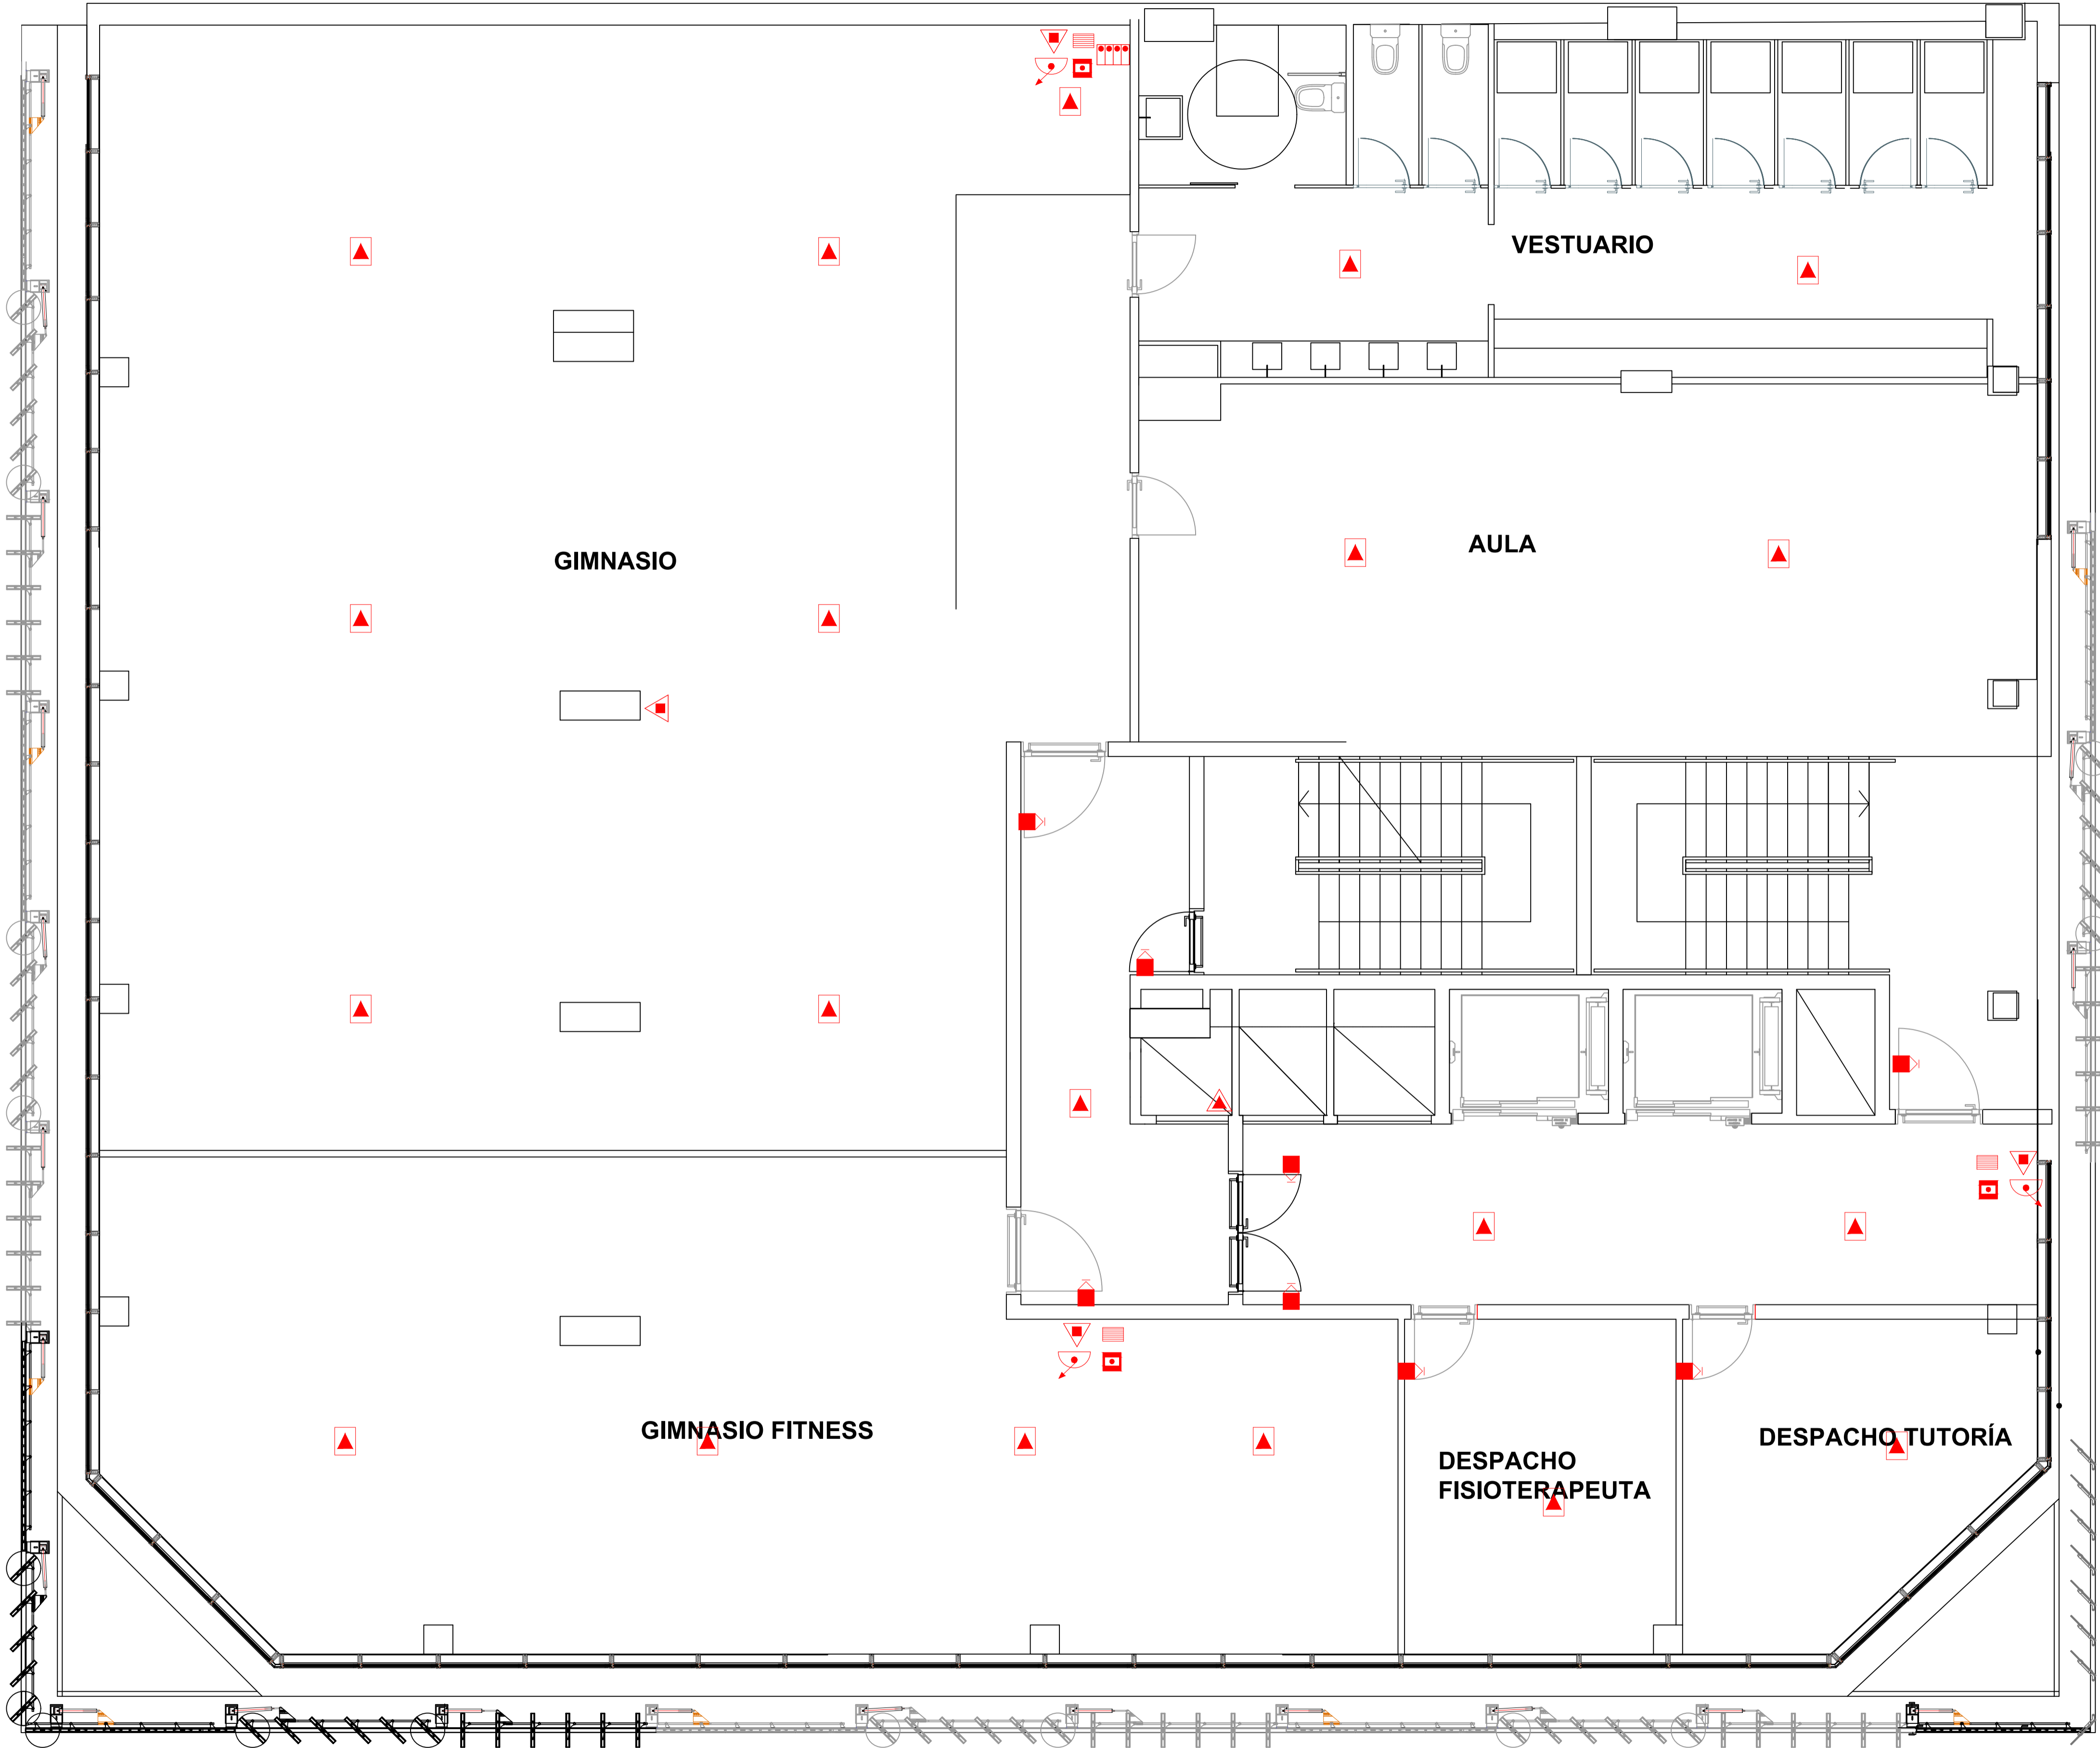 VESTUARIO
AULA
GIMNASIO
GIMNASIO FITNESS
DESPACHO
FISIOTERAPEUTA
DESPACHO TUTORÍA